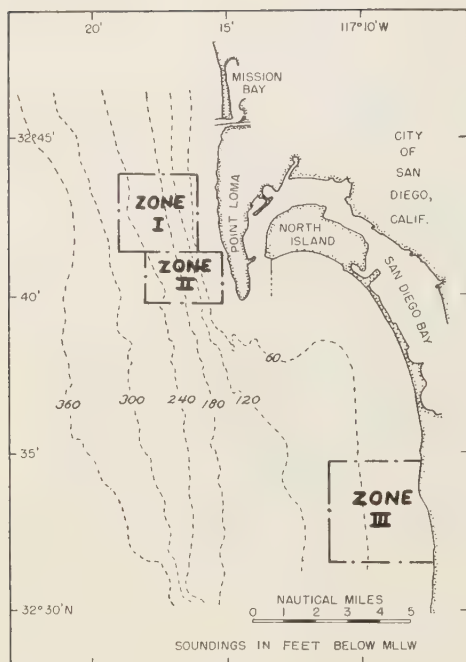 20'
15'
117°10'
MISSION
BAY
32°45'
CITY
OF
SAN
DIEGO,
CALIF.
ZONE
I
POINT LOMA
NORTH
ISLAND
ZONE
II
40'
SAN DIEGO BAY
60
360
300
240
180
120
35'
ZONE
III
NAUTICAL MILES
0 1 2 3 4 5
32°30'N
SOUNDINGS IN FEET BELOW MLLW